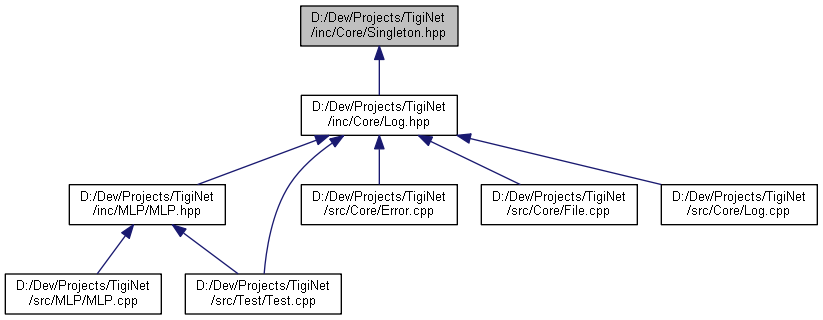 D:/Dev/Projects/TigiNet
/inc/Core/Singleton.hpp
D:/Dev/Projects/TigiNet
/inc/Core/Log.hpp
D:/Dev/Projects/TigiNet
/inc/MLP/MLP.hpp
D:/Dev/Projects/TigiNet
/src/Core/Error.cpp
D:/Dev/Projects/TigiNet
/src/Core/File.cpp
D:/Dev/Projects/TigiNet
/src/Core/Log.cpp
D:/Dev/Projects/TigiNet
/src/MLP/MLP.cpp
D:/Dev/Projects/TigiNet
/src/Test/Test.cpp